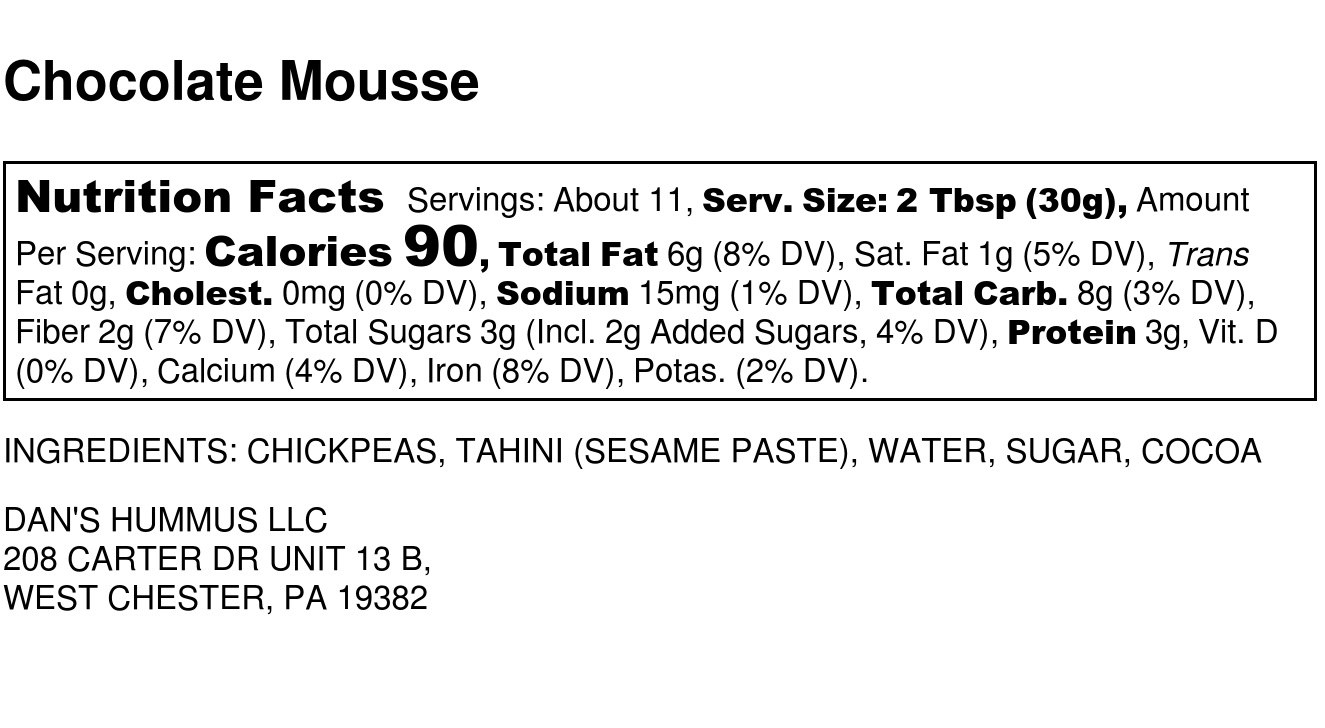 Chocolate Mousse
Nutrition Facts Servings: About 11, Serv. Size: 2 Tbsp (30g), Amount
Per Serving: Calories 90, Total Fat 6g (8% DV), Sat. Fat 1g (5% DV), Trans
Fat 0g, Cholest. 0mg (0% DV), Sodium 15mg (1% DV), Total Carb. 8g (3% DV),
Fiber 2g (7% DV), Total Sugars 3g (Incl. 2g Added Sugars, 4% DV), Protein 3g, Vit. D
(0% DV), Calcium (4% DV), Iron (8% DV), Potas. (2% DV).
INGREDIENTS: CHICKPEAS, TAHINI (SESAME PASTE), WATER, SUGAR, COCOA
DAN'S HUMMUS LLC
208 CARTER DR UNIT 13 B,
WEST CHESTER, PA 19382